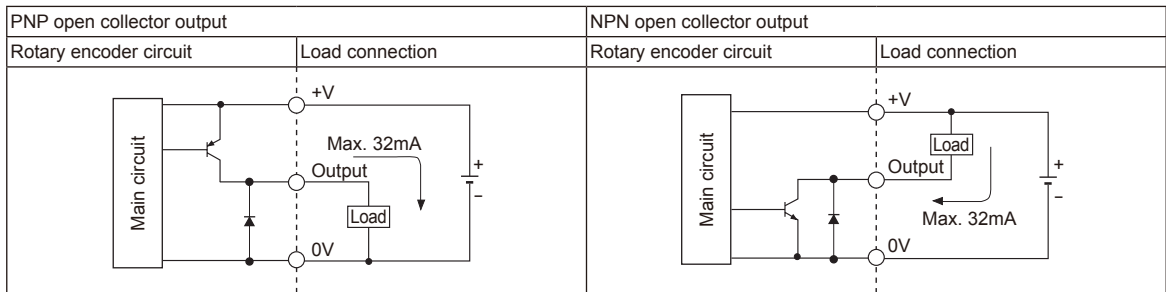 PNP open collector output
NPN open collector output
Rotary encoder circuit
Load connection
Rotary encoder circuit
Load connection
Main circuit
+V
Max. 32mA
Output
Load
0V
+
−
Main circuit
+V
Load
Output
Max. 32mA
0V
+
−